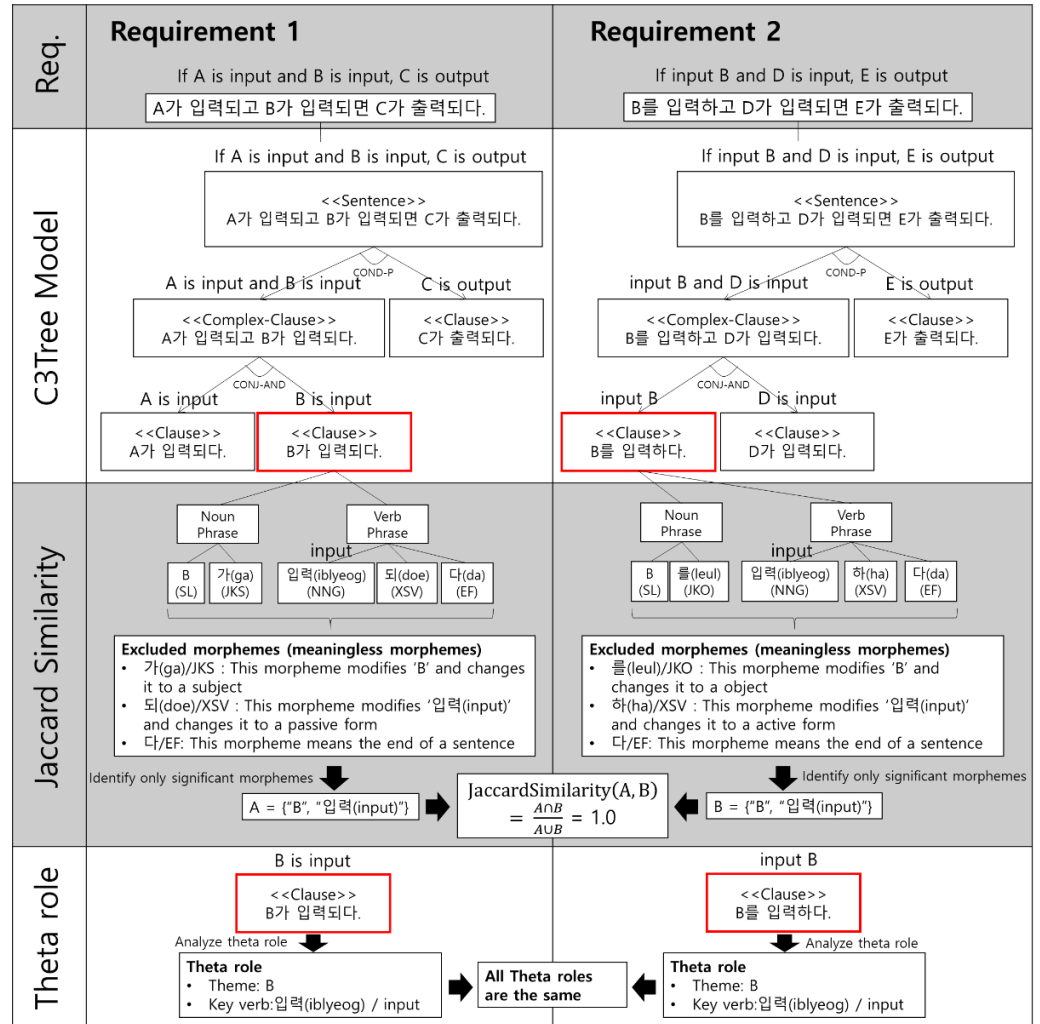 Req.
Requirement 1
Requirement 2
If A is input and B is input, C is output
If input B and D is input, E is output
A가 입력되고 B가 입력되면 C가 출력되다.
B를 입력하고 D가 입력되면 E가 출력되다.
C3Tree Model
If A is input and B is input, C is output
<<Sentence>>
A가 입력되고 B가 입력되면 C가 출력되다.
COND-P
A is input and B is input
C is output
<<Complex-Clause>>
A가 입력되고 B가 입력되다.
<<Clause>>
C가 출력되다.
CONJ-AND
A is input
B is input
<<Clause>>
A가 입력되다.
<<Clause>>
B가 입력되다.
If input B and D is input, E is output
<<Sentence>>
B를 입력하고 D가 입력되면 E가 출력되다.
COND-P
input B and D is input
E is output
<<Complex-Clause>>
B를 입력하고 D가 입력되다.
<<Clause>>
E가 출력되다.
CONJ-AND
input B
D is input
<<Clause>>
B를 입력하다.
<<Clause>>
D가 입력되다.
Jaccard Similarity
Noun
Phrase
Verb
Phrase
input
B
(SL)
가(ga)
(JKS)
입력(iblyeog)
(NNG)
되(doe)
(XSV)
다(da)
(EF)
Excluded morphemes (meaningless morphemes)
• 가(ga)/JKS : This morpheme modifies 'B' and changes
it to a subject
• 되(doe)/XSV : This morpheme modifies '입력(input)'
and changes it to a passive form
• 다/EF: This morpheme means the end of a sentence
Identify only significant morphemes
A = {"B", "입력(input)"}
Noun
Phrase
Verb
Phrase
input
B
(SL)
를(leul)
(JKO)
입력(iblyeog)
(NNG)
하(ha)
(XSV)
다(da)
(EF)
Excluded morphemes (meaningless morphemes)
• 를(leul)/JKO : This morpheme modifies 'B' and
changes it to a object
• 하(ha)/XSV : This morpheme modifies '입력(input)'
and changes it to a active form
• 다/EF: This morpheme means the end of a sentence
Identify only significant morphemes
B = {"B", "입력(input)"}
JaccardSimilarity(A, B)
= A∩B / A∪B = 1.0
Theta role
B is input
<<Clause>>
B가 입력되다.
Analyze theta role
Theta role
• Theme: B
• Key verb:입력(iblyeog) / input
All Theta roles
are the same
input B
<<Clause>>
B를 입력하다.
Analyze theta role
Theta role
• Theme: B
• Key verb:입력(iblyeog) / input